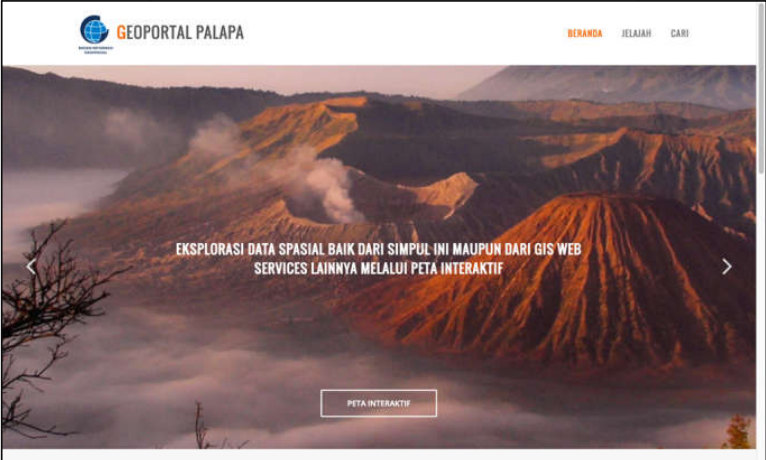 GEOPORTAL PALAPA
BADAN INFORMASI
GEOSPASIAL
BERANDA
JELAJAH
CARI
EKSPLORASI DATA SPASIAL BAIK DARI SIMPUL INI MAUPUN DARI GIS WEB
SERVICES LAINNYA MELALUI PETA INTERAKTIF
PETA INTERAKTIF